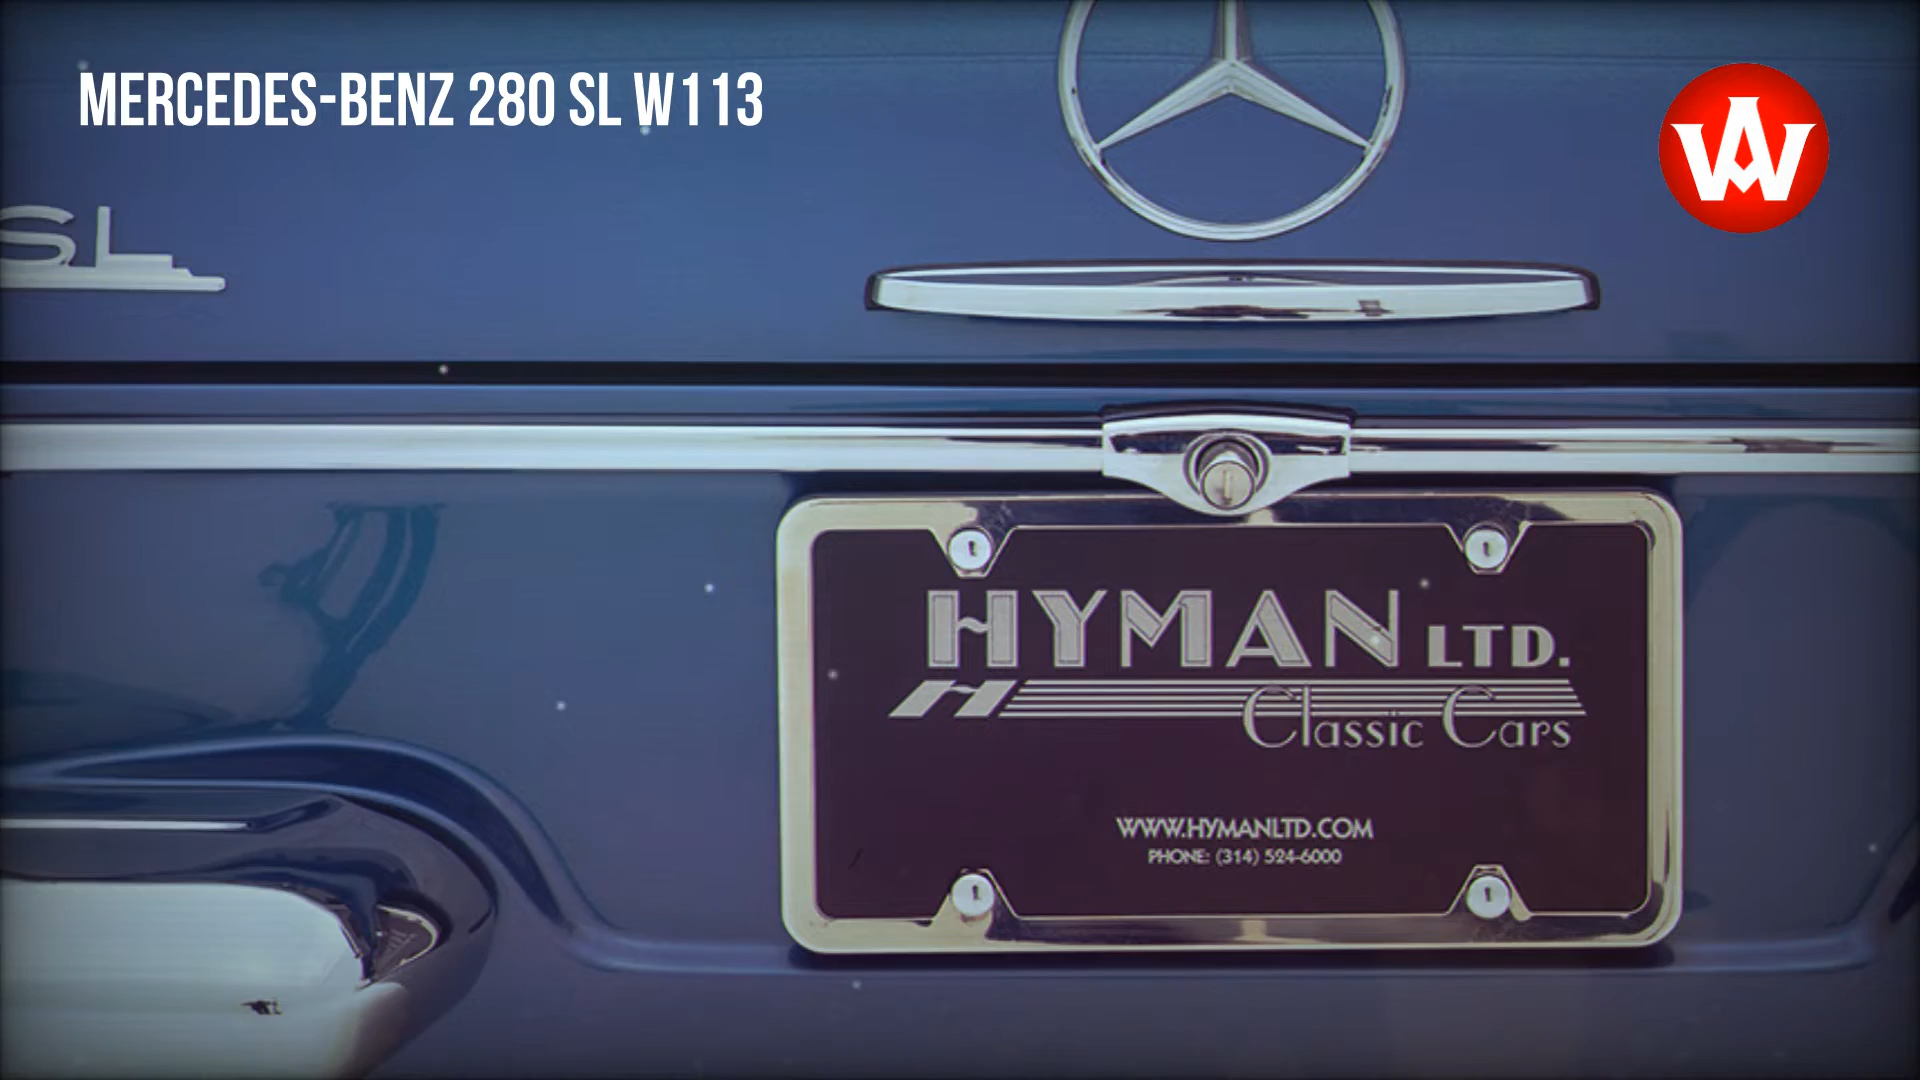 MERCEDES-BENZ 280 SL W113
SL
HYMAN LTD.
Classic Cars
WWW.HYMANLTD.COM
PHONE: (314) 524-6000